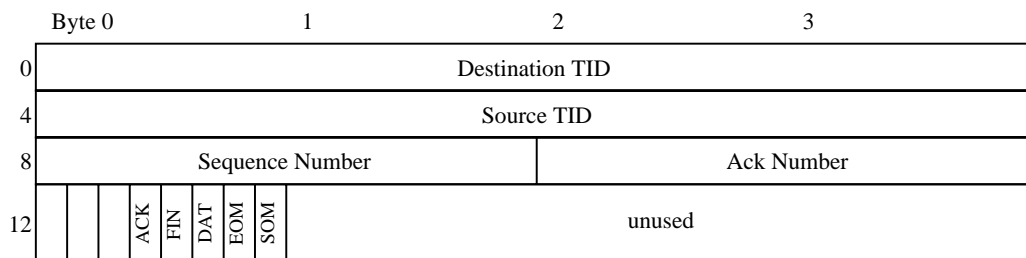 Byte 0 1 2 3
0 Destination TID
4 Source TID
8 Sequence Number Ack Number
12 ACK FIN DAT EOM SOM unused